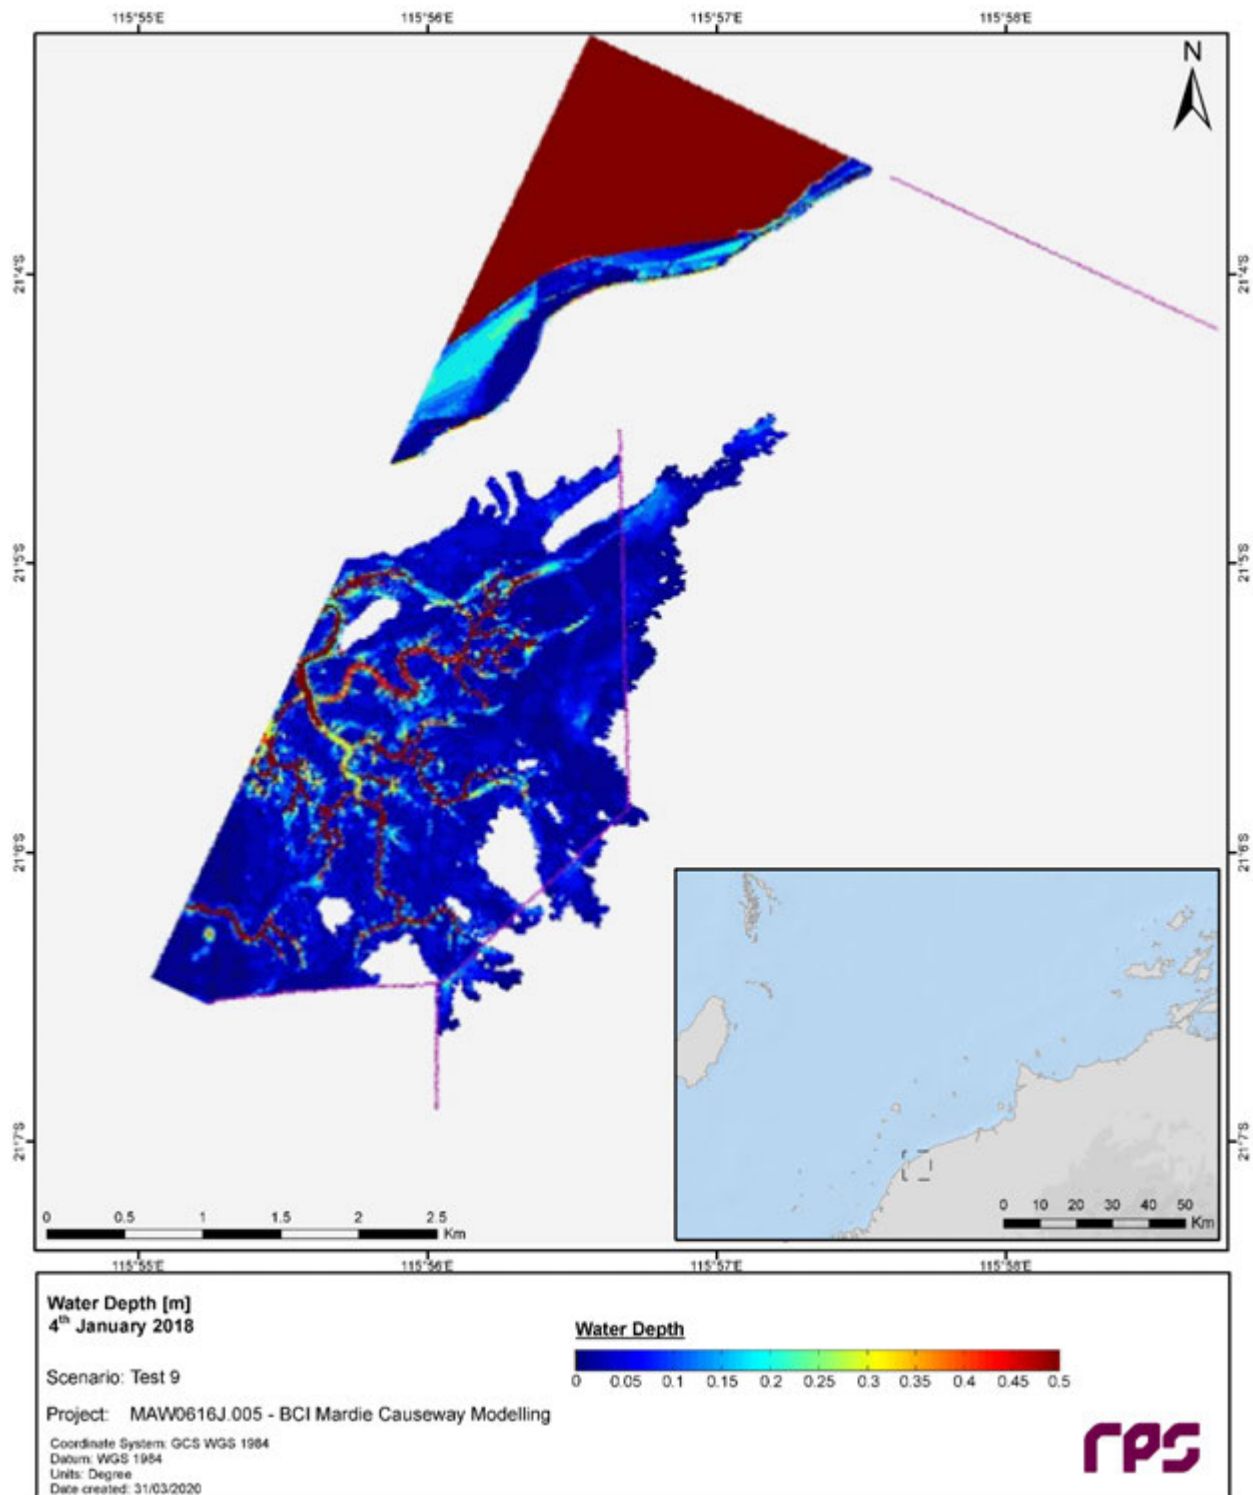 115°55'E 115°56'E 115°57'E 115°58'E
N
21°4'S 21°4'S
21°5'S 21°5'S
21°6'S 21°6'S
21°7'S 21°7'S
0 0.5 1 1.5 2 2.5
Km
0 10 20 30 40 50
Km
115°55'E 115°56'E 115°57'E 115°58'E
Water Depth [m]
4th January 2018
Water Depth
0 0.05 0.1 0.15 0.2 0.25 0.3 0.35 0.4 0.45 0.5
Scenario: Test 9
Project: MAW0616J.005 - BCI Mardie Causeway Modelling
Coordinate System: GCS WGS 1984
Datum: WGS 1984
Units: Degree
Date created: 31/03/2020
rps